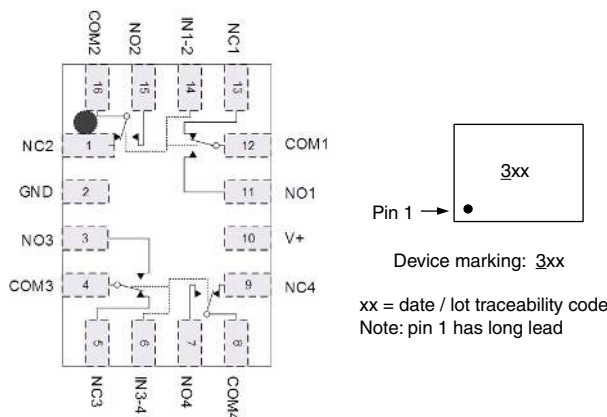 COM2
NO2
IN1-2
NC1
16
15
14
13
NC2
1
12
COM1
GND
2
11
NO1
NO3
3
10
V+
COM3
4
9
NC4
5
6
7
8
NC3
IN3-4
NO4
COM4
3xx
Pin 1
Device marking: 3xx
xx = date / lot traceability code
Note: pin 1 has long lead